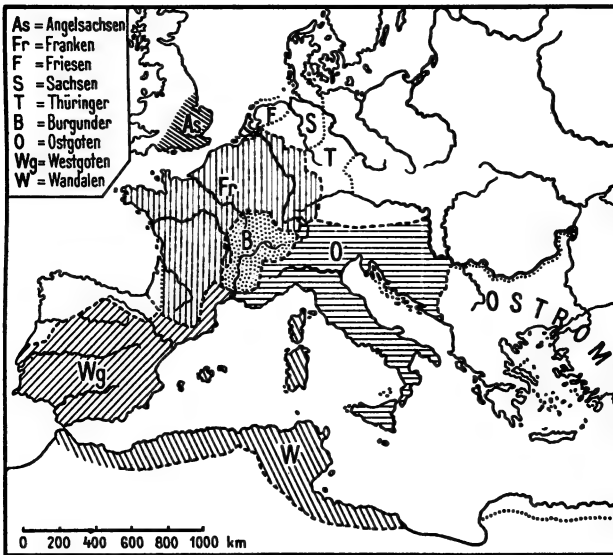 As = Angelsachsen
Fr = Franken
F = Friesen
S = Sachsen
T = Thüringer
B = Burgunder
O = Ostgoten
Wg = Westgoten
W = Wandalen
As
F
S
T
Fr
B
O
OSTROM
Wg
W
0 200 400 600 800 1000 km